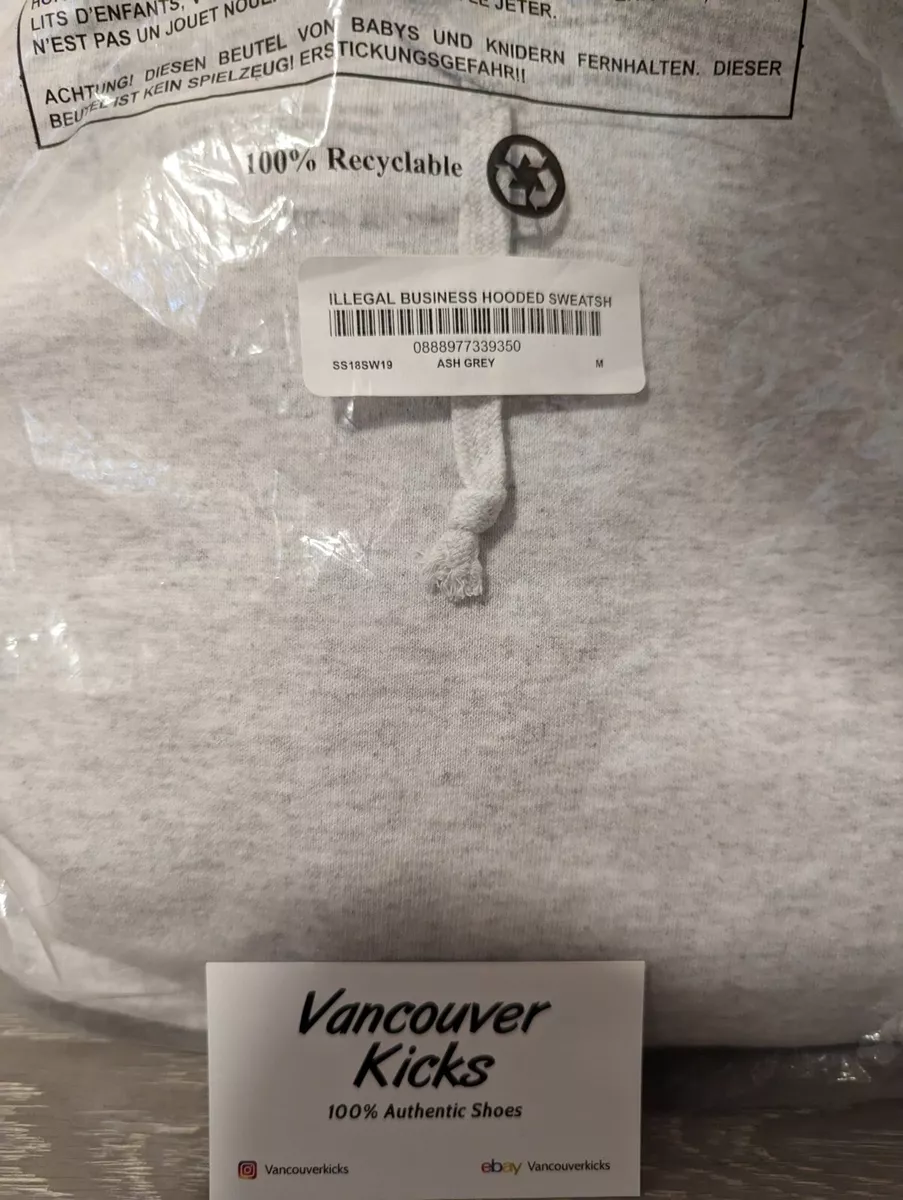 LITS D'ENFANTS,
LE JETER.
N'EST PAS UN JOUET
ACHTUNG! DIESEN BEUTEL VON BABYS UND KNIDERN FERNHALTEN. DIESER
BEUTEL IST KEIN SPIELZEUG! ERSTICKUNGSGEFAHR!!
100% Recyclable
ILLEGAL BUSINESS HOODED SWEATSH
0888977339350
SS18SW19 ASH GREY M
Vancouver
Kicks
100% Authentic Shoes
Vancouverkicks ebay Vancouverkicks